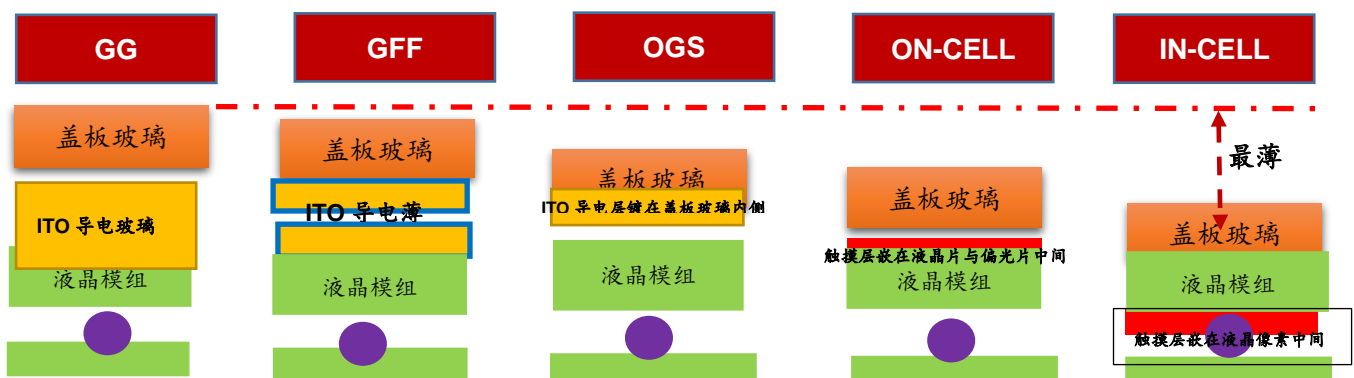 GG
GFF
OGS
ON-CELL
IN-CELL
盖板玻璃
ITO 导电玻璃
液晶模组
盖板玻璃
ITO 导电薄
液晶模组
盖板玻璃
ITO 导电层镀在盖板玻璃内侧
液晶模组
盖板玻璃
触摸层嵌在液晶片与偏光片中间
液晶模组
最薄
盖板玻璃
液晶模组
触摸层嵌在液晶像素中间